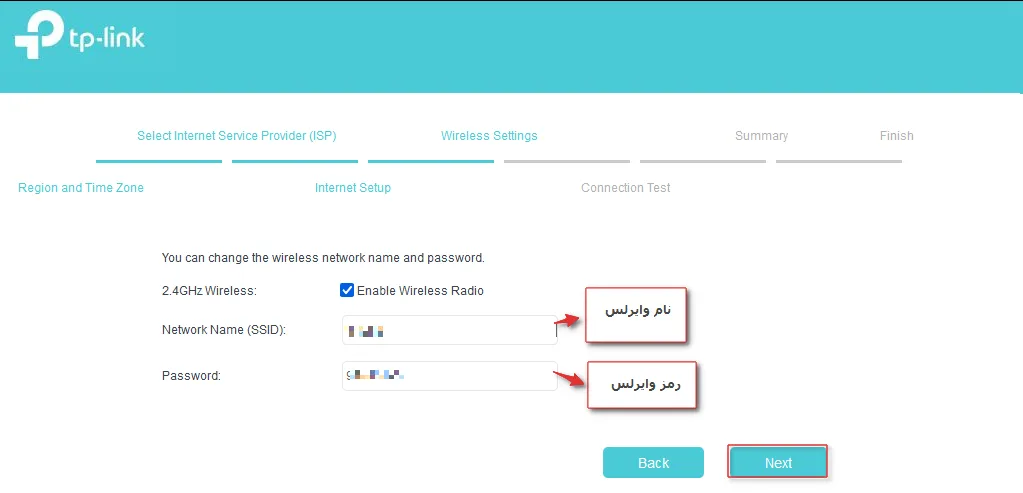 tp-link
Select Internet Service Provider (ISP)
Wireless Settings
Summary
Finish
Region and Time Zone
Internet Setup
Connection Test
You can change the wireless network name and password.
2.4GHz Wireless:
Enable Wireless Radio
Network Name (SSID):
نام وایرلس
Password:
رمز وایرلس
Back
Next